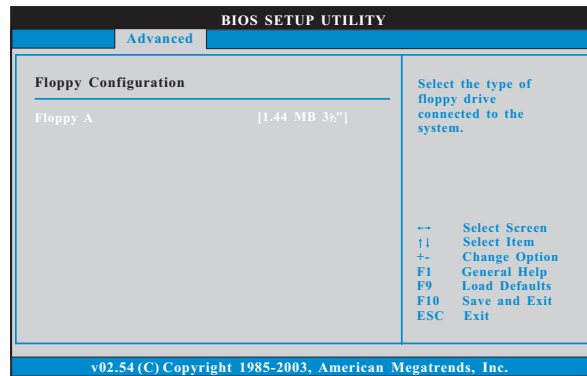 BIOS SETUP UTILITY
Advanced
Floppy Configuration
Floppy A [1.44 MB 3½"]
Select the type of
floppy drive
connected to the
system.
←→ Select Screen
↑↓ Select Item
+- Change Option
F1 General Help
F9 Load Defaults
F10 Save and Exit
ESC Exit
v02.54 (C) Copyright 1985-2003, American Megatrends, Inc.